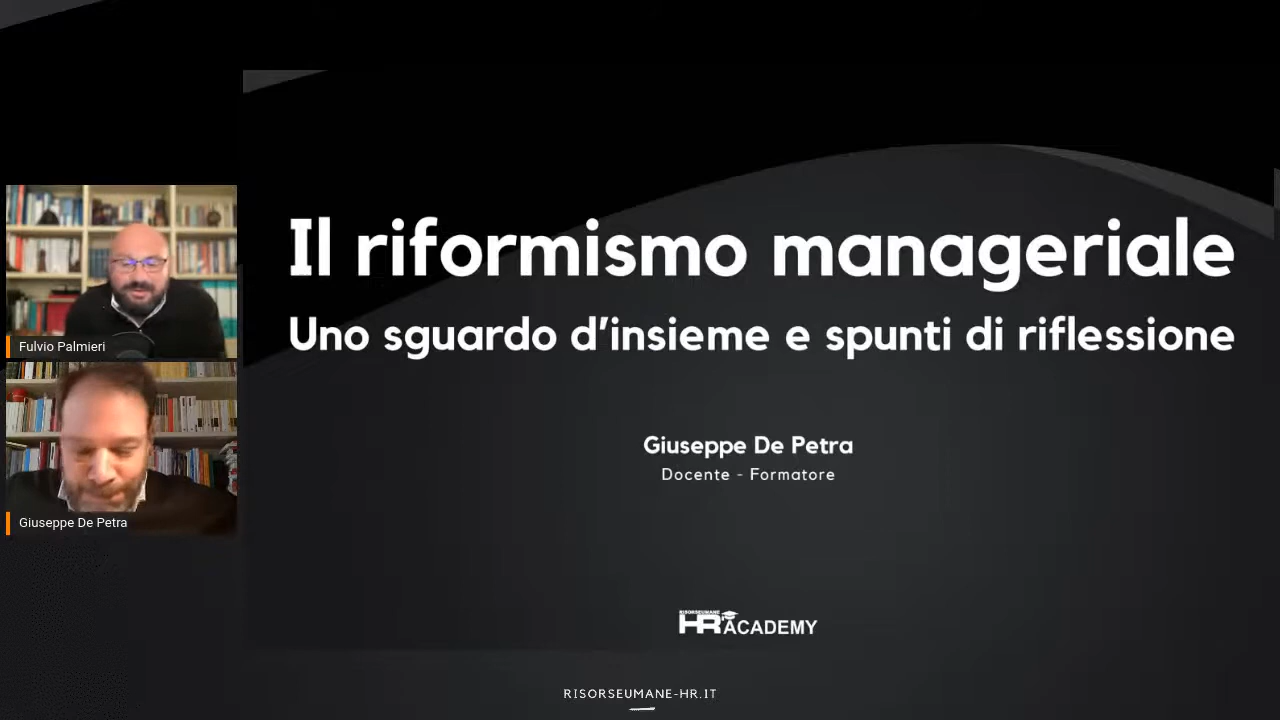 Il riformismo manageriale
Uno sguardo d'insieme e spunti di riflessione
Fulvio Palmieri
Giuseppe De Petra
Docente - Formatore
Giuseppe De Petra
RISORSEUMANE
HR ACADEMY
RISORSEUMANE-HR.IT